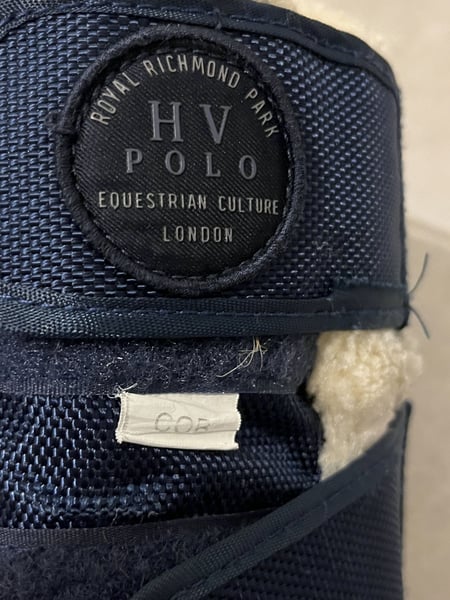 ROYAL RICHMOND PARK
HV
POLO
EQUESTRIAN CULTURE
LONDON
COB